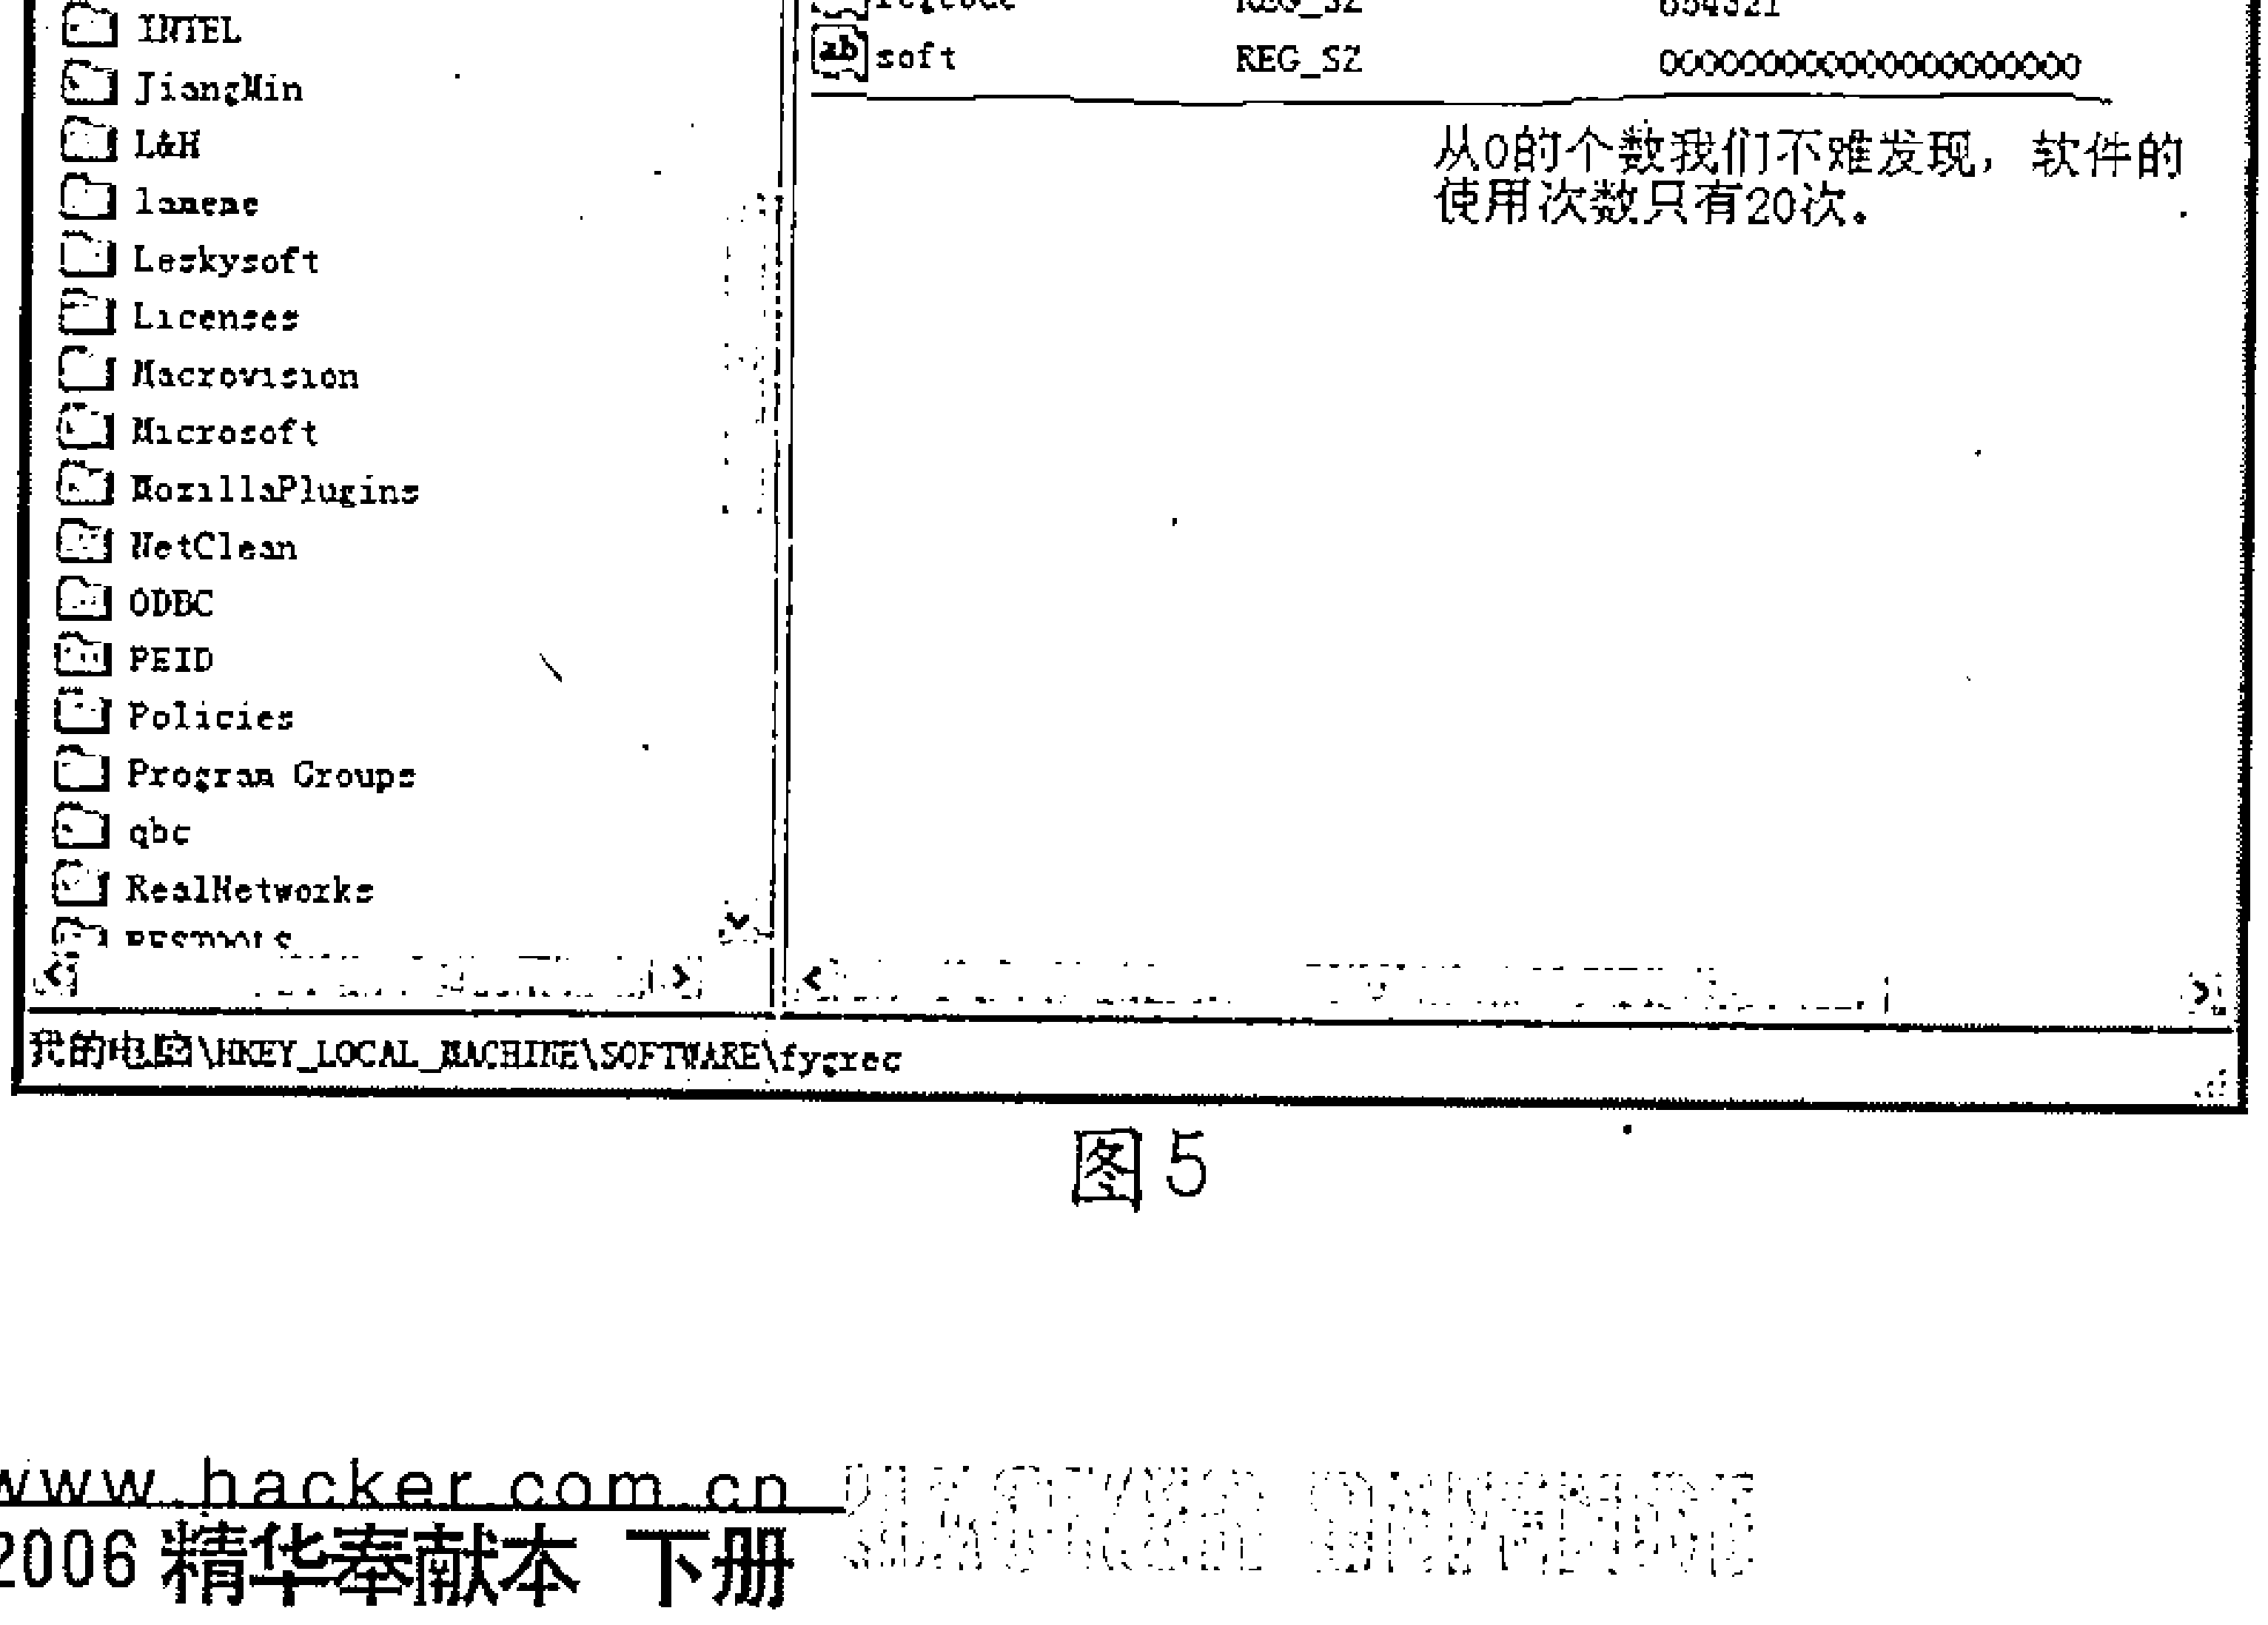 INTEL
JiangMin
L&H
Leskysoft
Licenses
Macrovision
Microsoft
MozillaPlugins
NetClean
ODBC
PEID
Policies
Program Groups
qbc
RealNetworks
regcode REG_SZ 654321
soft REG_SZ 00000000000000000000
从0的个数我们不难发现，软件的
使用次数只有20次。
我的电脑\HKEY_LOCAL_MACHINE\SOFTWARE\fygrec
图5
www.hacker.com.cn
2006 精华奉献本 下册